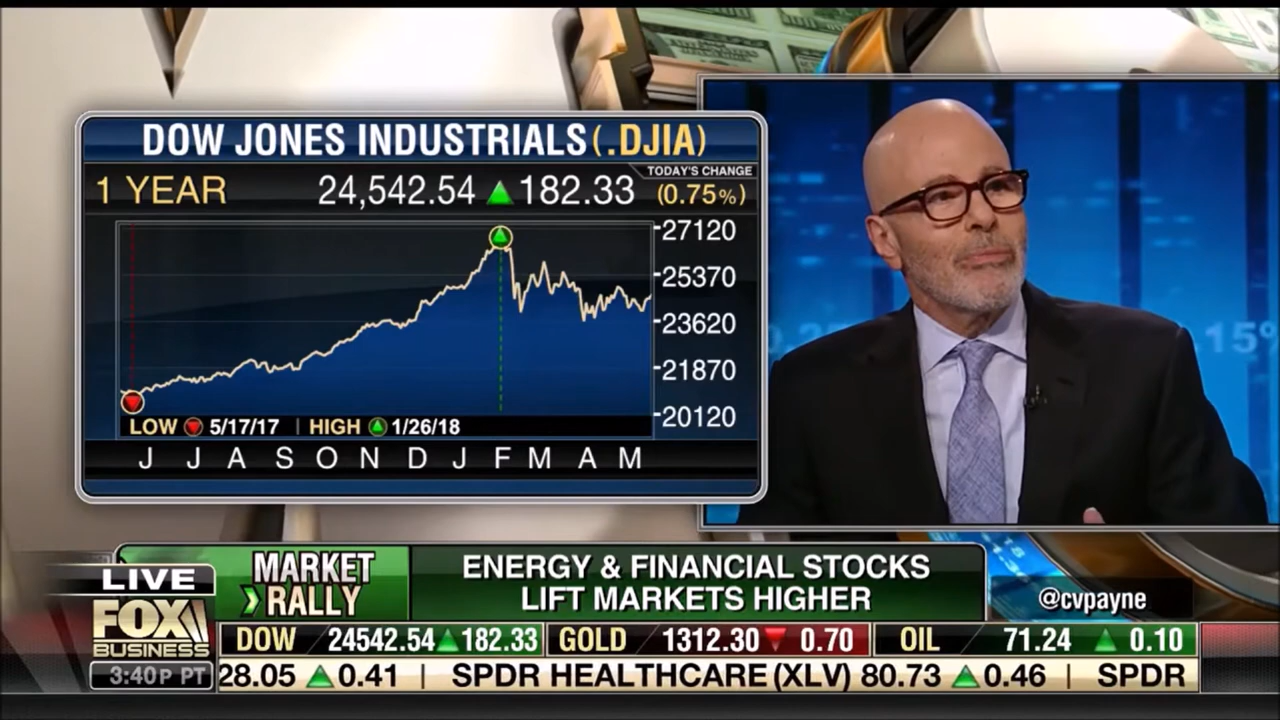 DOW JONES INDUSTRIALS (.DJIA)
TODAY'S CHANGE
1 YEAR 24,542.54 ▲ 182.33 (0.75%)
27120
25370
23620
21870
20120
LOW ▼ 5/17/17 | HIGH ▲ 1/26/18
J J A S O N D J F M A M
15%
MARKET RALLY
ENERGY & FINANCIAL STOCKS
LIFT MARKETS HIGHER
@cvpayne
LIVE
FOX
BUSINESS
3:40P PT
DOW 24542.54 ▲ 182.33 GOLD 1312.30 ▼ 0.70 OIL 71.24 ▲ 0.10
28.05 ▲ 0.41 | SPDR HEALTHCARE (XLV) 80.73 ▲ 0.46 | SPDR